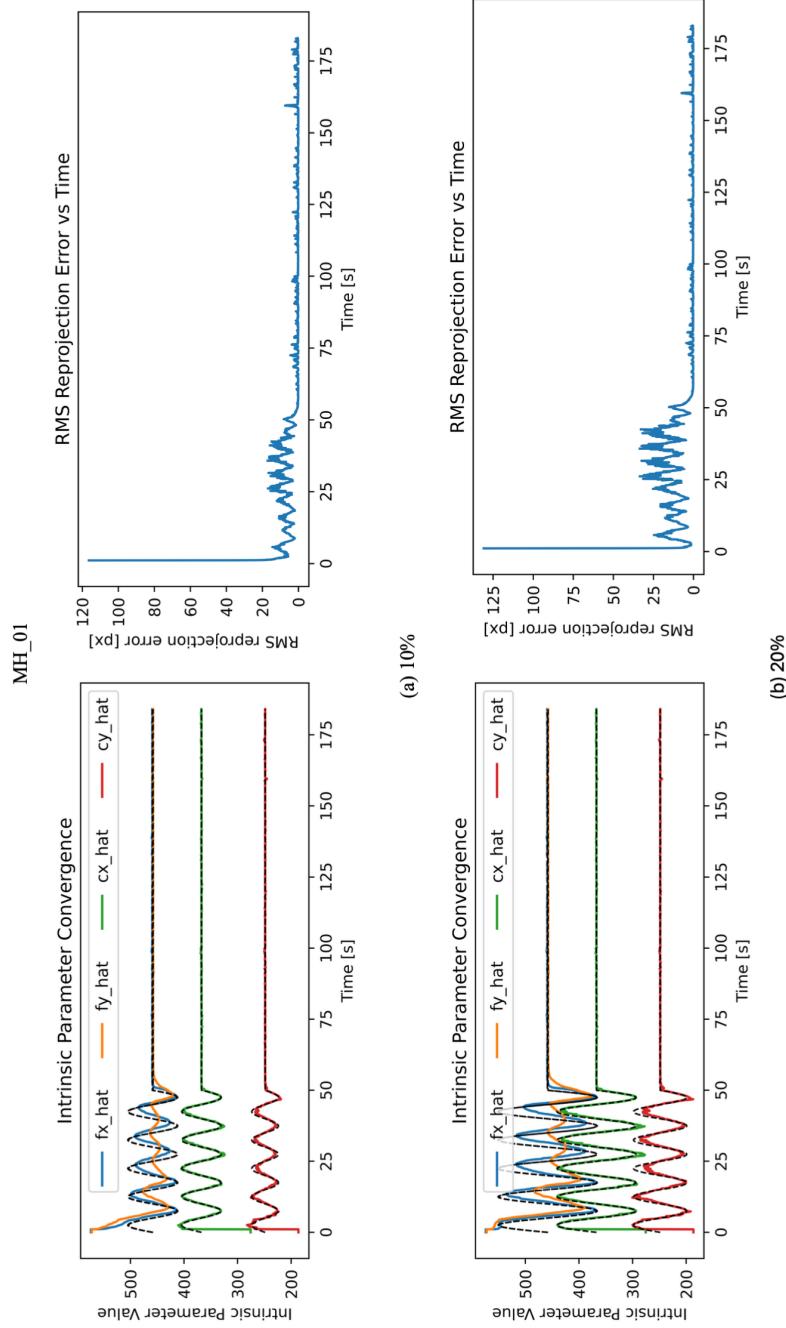 MH_01
Intrinsic Parameter Convergence
fx_hat fy_hat cx_hat cy_hat
Intrinsic Parameter Value
500
400
300
200
0 25 50 75 100 125 150 175
Time [s]
RMS Reprojection Error vs Time
RMS reprojection error [px]
120
100
80
60
40
20
0
0 25 50 75 100 125 150 175
Time [s]
(a) 10%
Intrinsic Parameter Convergence
fx_hat fy_hat cx_hat cy_hat
Intrinsic Parameter Value
500
400
300
200
0 25 50 75 100 125 150 175
Time [s]
RMS Reprojection Error vs Time
RMS reprojection error [px]
125
100
75
50
25
0
0 25 50 75 100 125 150 175
Time [s]
(b) 20%